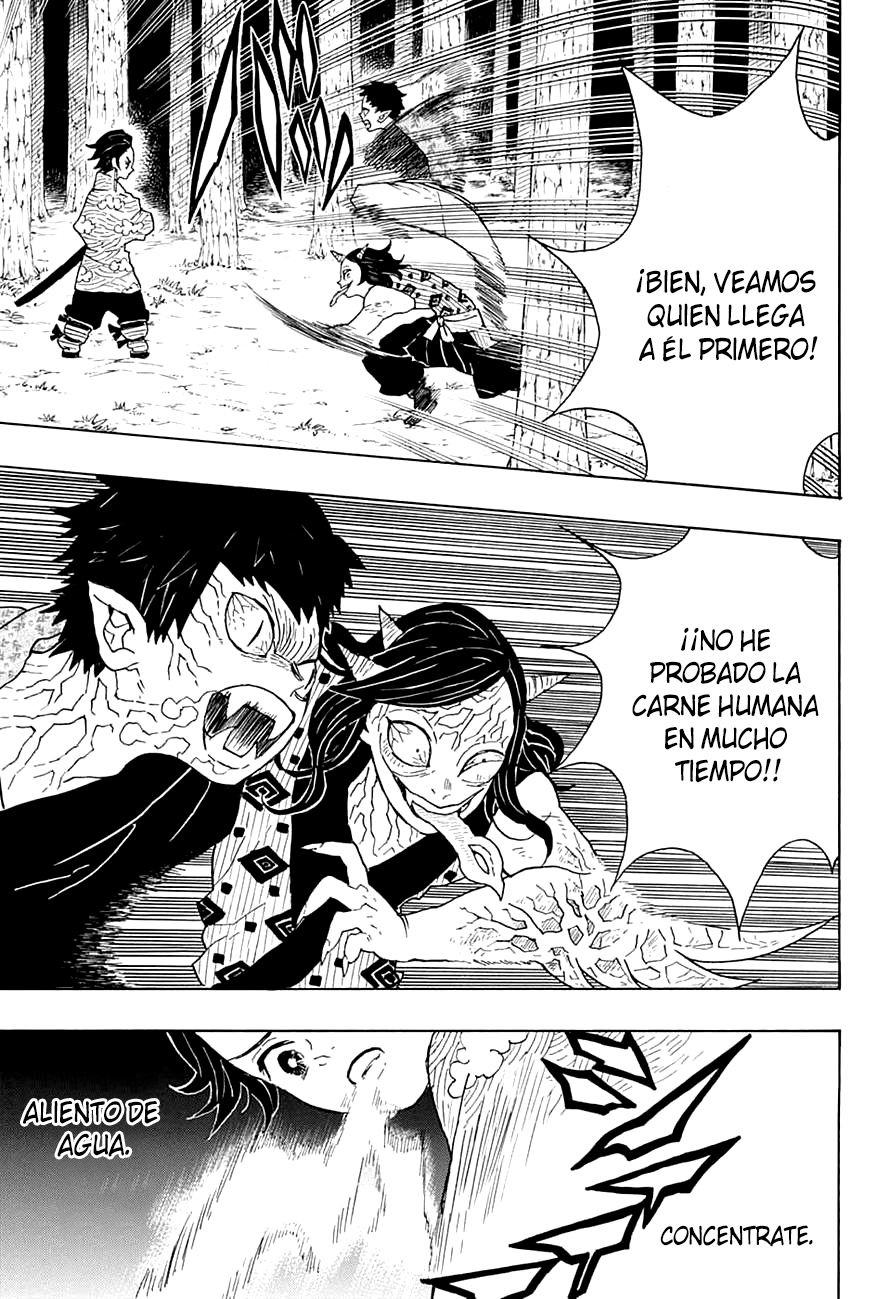 ¡BIEN, VEAMOS
QUIEN LLEGA
A ÉL PRIMERO!
¡¡NO HE
PROBADO LA
CARNE HUMANA
EN MUCHO
TIEMPO!!
CONCENTRATE.
ALIENTO DE
AGUA.